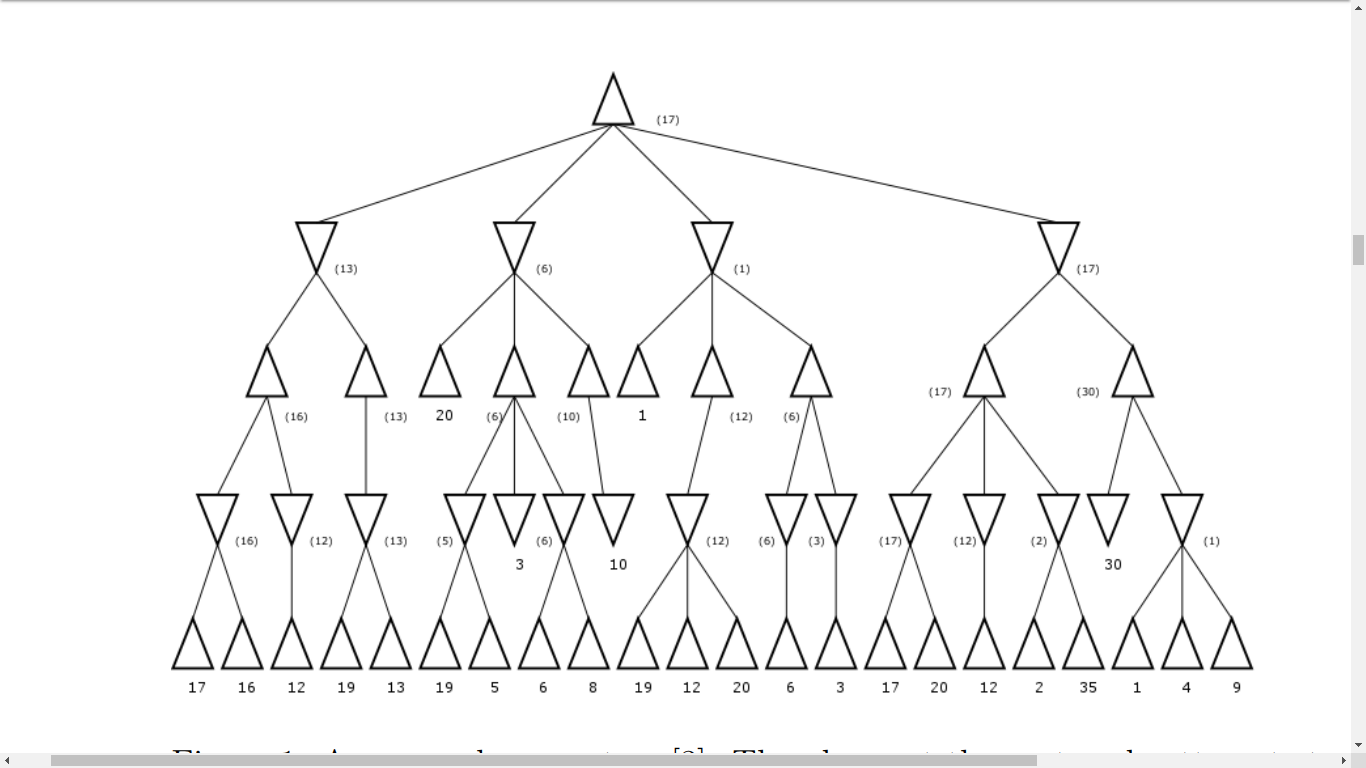 (17)
(13) (6) (1) (17)
(17) (30)
(16) (13) 20 (6) (10) 1 (12) (6)
(16) (12) (13) (5) (6) (12) (6) (3) (17) (12) (2) (1)
3 10 30
17 16 12 19 13 19 5 6 8 19 12 20 6 3 17 20 12 2 35 1 4 9